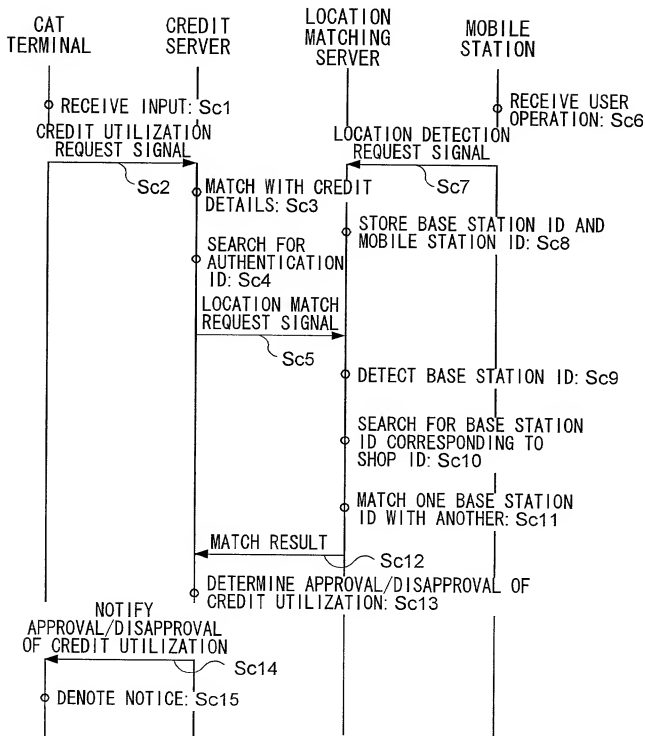 CAT
TERMINAL
CREDIT
SERVER
LOCATION
MATCHING
SERVER
MOBILE
STATION
RECEIVE INPUT: Sc1
RECEIVE USER
OPERATION: Sc6
CREDIT UTILIZATION
REQUEST SIGNAL
Sc2
LOCATION DETECTION
REQUEST SIGNAL
Sc7
MATCH WITH CREDIT
DETAILS: Sc3
STORE BASE STATION ID AND
MOBILE STATION ID: Sc8
SEARCH FOR
AUTHENTICATION
ID: Sc4
LOCATION MATCH
REQUEST SIGNAL
Sc5
DETECT BASE STATION ID: Sc9
SEARCH FOR BASE STATION
ID CORRESPONDING TO
SHOP ID: Sc10
MATCH ONE BASE STATION
ID WITH ANOTHER: Sc11
MATCH RESULT
Sc12
DETERMINE APPROVAL/DISAPPROVAL OF
CREDIT UTILIZATION: Sc13
NOTIFY
APPROVAL/DISAPPROVAL
OF CREDIT UTILIZATION
Sc14
DENOTE NOTICE: Sc15